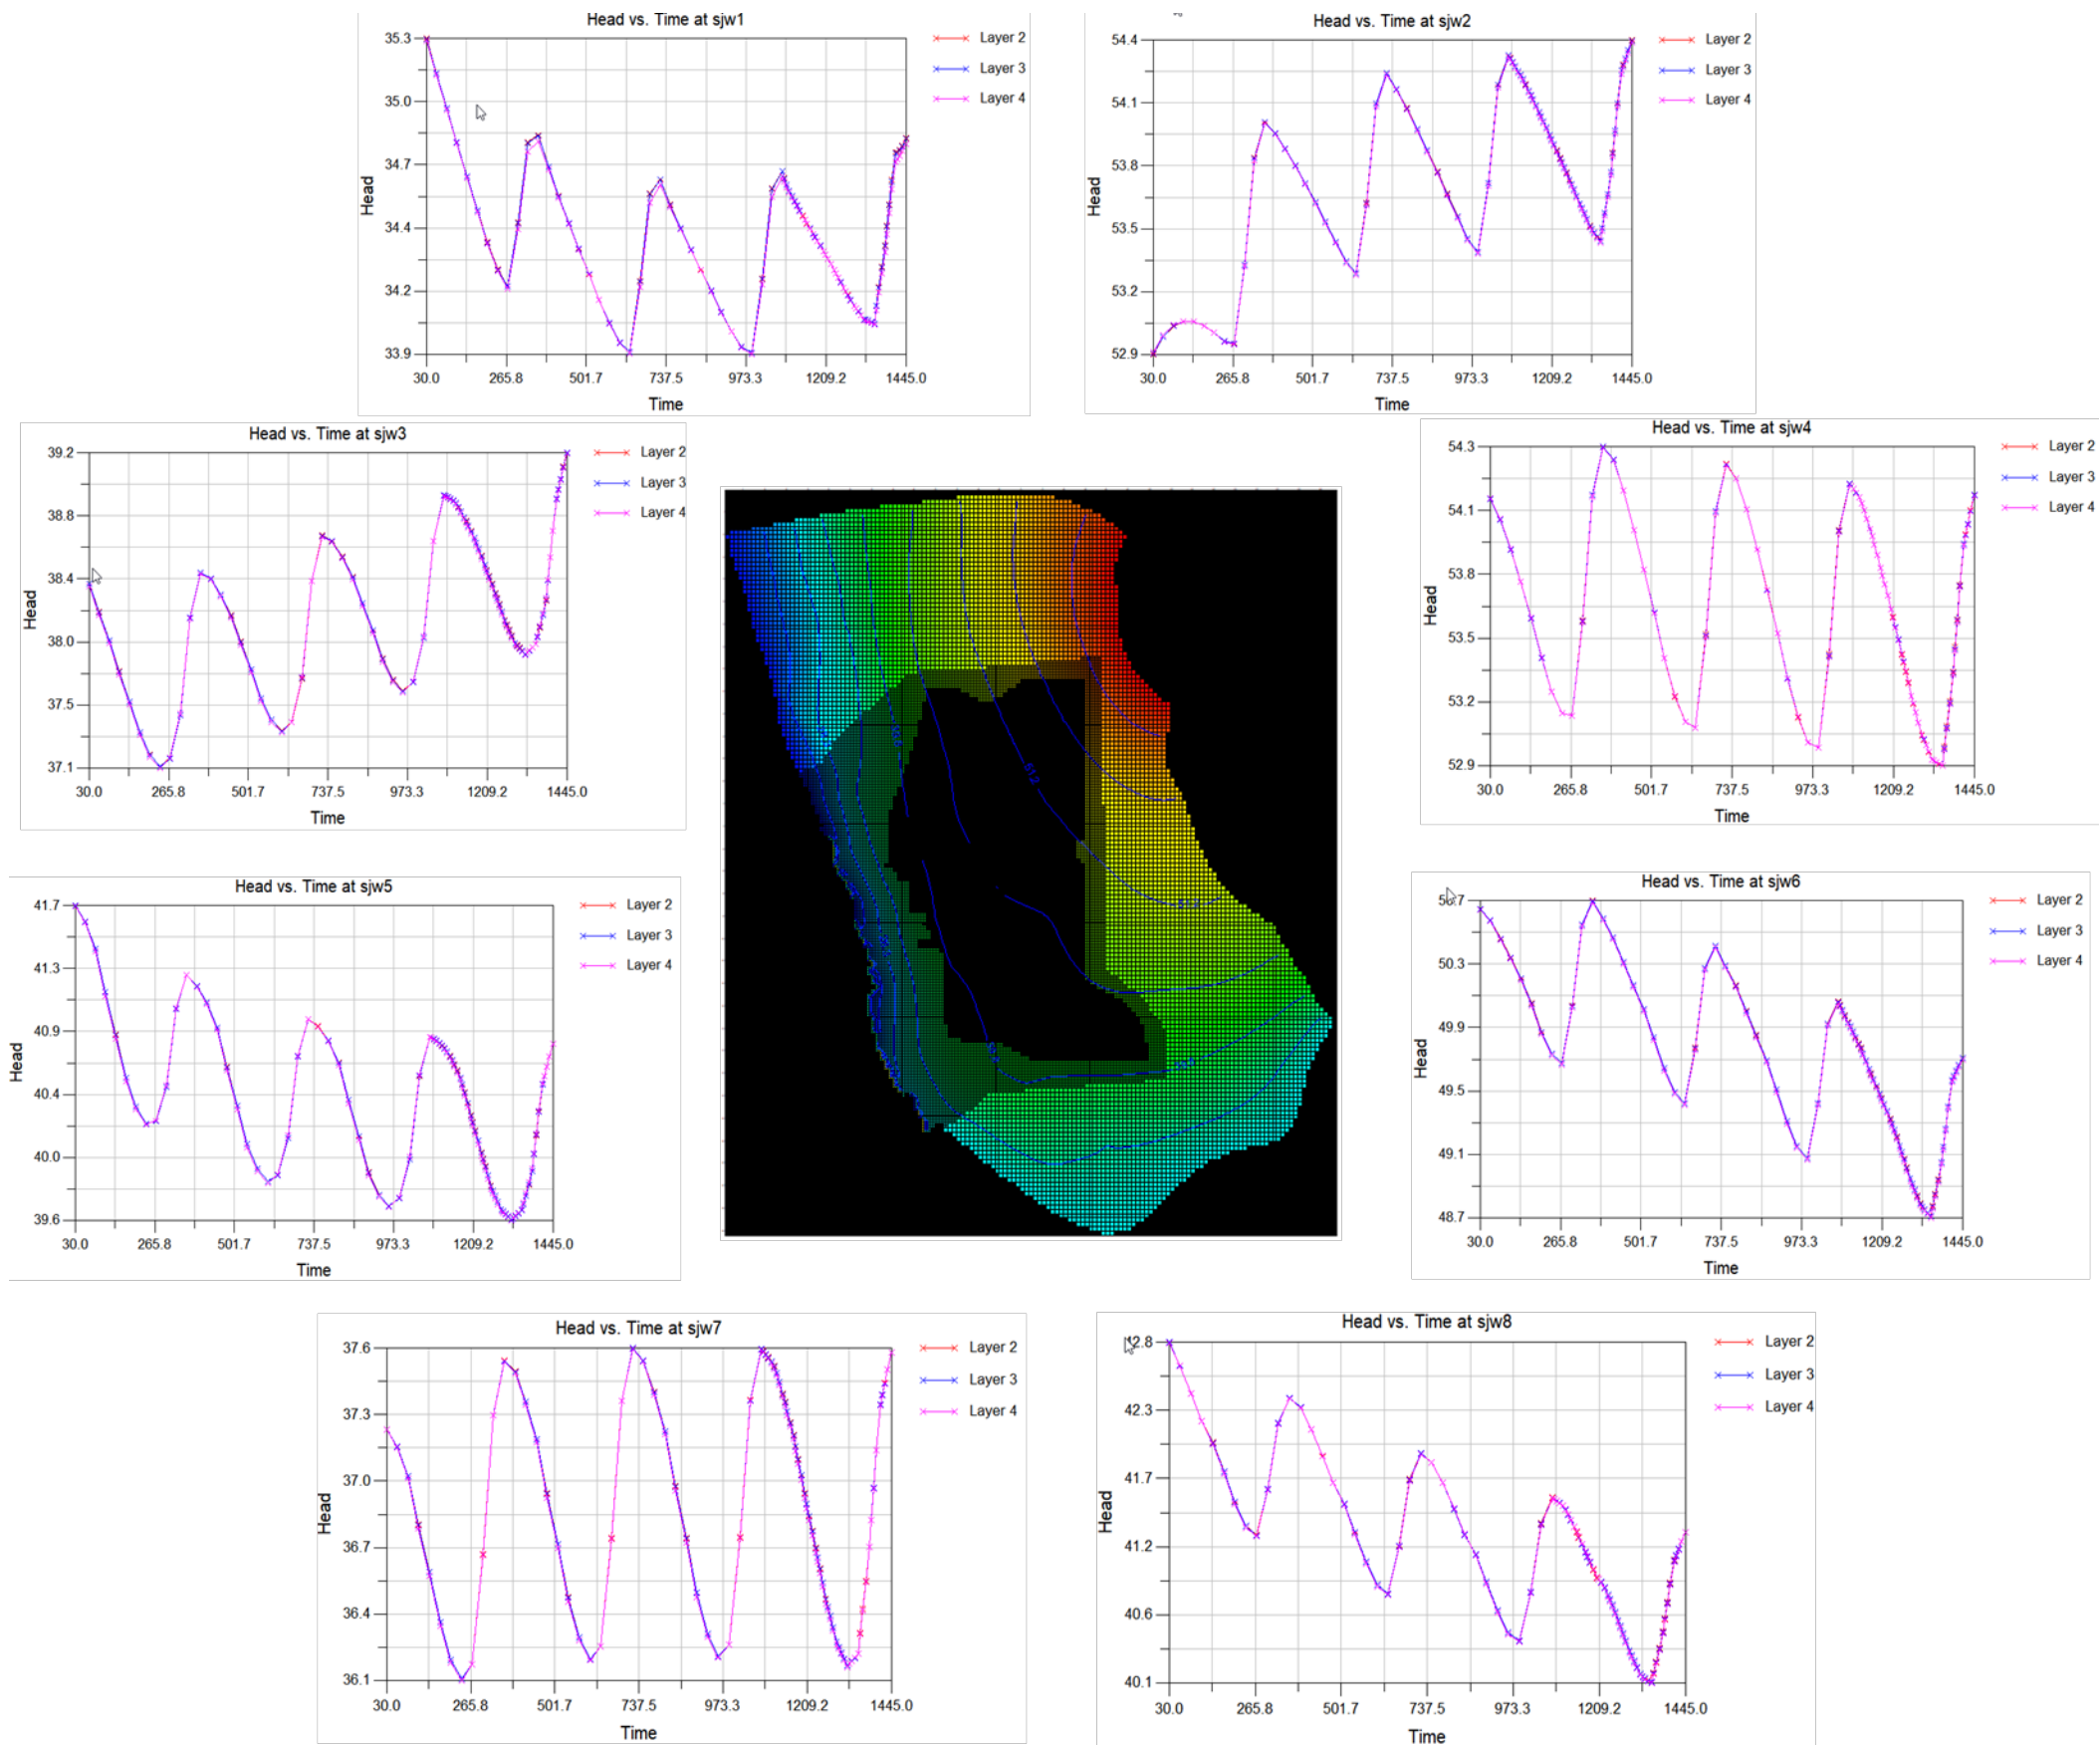 Head vs. Time at sjw1
35.3
35.0
34.7
34.4
34.2
33.9
Head
30.0 265.8 501.7 737.5 973.3 1209.2 1445.0
Time
Layer 2
Layer 3
Layer 4
Head vs. Time at sjw2
54.4
54.1
53.8
53.5
53.2
52.9
Head
30.0 265.8 501.7 737.5 973.3 1209.2 1445.0
Time
Layer 2
Layer 3
Layer 4
Head vs. Time at sjw3
39.2
38.8
38.4
38.0
37.5
37.1
Head
30.0 265.8 501.7 737.5 973.3 1209.2 1445.0
Time
Layer 2
Layer 3
Layer 4
Head vs. Time at sjw4
54.3
54.1
53.8
53.5
53.2
52.9
Head
30.0 265.8 501.7 737.5 973.3 1209.2 1445.0
Time
Layer 2
Layer 3
Layer 4
51.2
Head vs. Time at sjw5
41.7
41.3
40.9
40.4
40.0
39.6
Head
30.0 265.8 501.7 737.5 973.3 1209.2 1445.0
Time
Layer 2
Layer 3
Layer 4
Head vs. Time at sjw6
50.3
49.9
49.5
49.1
48.7
Head
30.0 265.8 501.7 737.5 973.3 1209.2 1445.0
Time
Layer 2
Layer 3
Layer 4
Head vs. Time at sjw7
37.6
37.3
37.0
36.7
36.4
36.1
Head
30.0 265.8 501.7 737.5 973.3 1209.2 1445.0
Time
Layer 2
Layer 3
Layer 4
Head vs. Time at sjw8
42.3
41.7
41.2
40.6
40.1
Head
30.0 265.8 501.7 737.5 973.3 1209.2 1445.0
Time
Layer 2
Layer 3
Layer 4